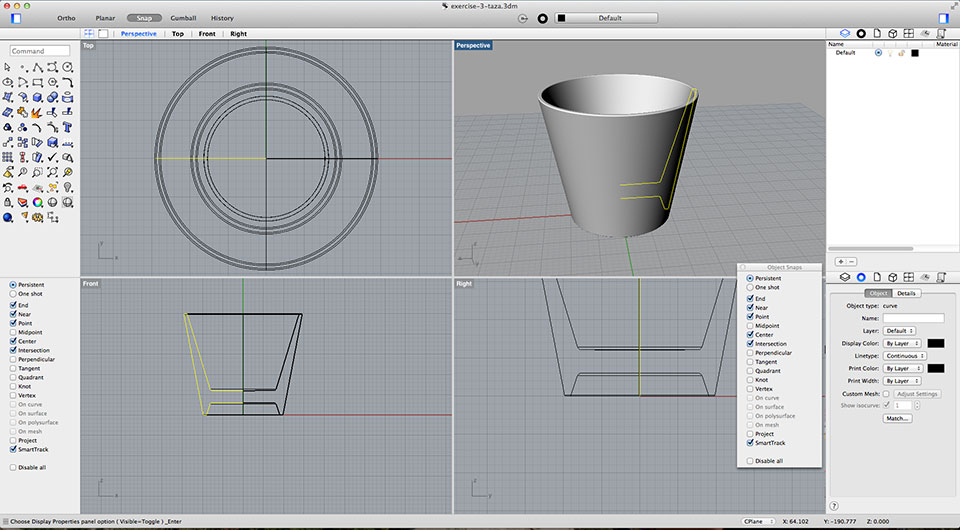 exercise-3-taza.3dm
Ortho Planar Snap Gumball History Default
Perspective Top Front Right
Command
Top
Perspective
Front
Right
Persistent
One shot
End
Near
Point
Midpoint
Center
Intersection
Perpendicular
Tangent
Quadrant
Knot
Vertex
On curve
On surface
On polysurface
On mesh
Project
SmartTrack
Disable all
Object Snaps
Persistent
One shot
End
Near
Point
Midpoint
Center
Intersection
Perpendicular
Tangent
Quadrant
Knot
Vertex
On curve
On surface
On polysurface
On mesh
Project
SmartTrack
Disable all
Name Material
Default
Object Details
Object type: curve
Name:
Layer: Default
Display Color: By Layer
Linetype: Continuous
Print Color: By Layer
Print Width: By Layer
Custom Mesh: Adjust Settings
Show isocurve: 1
Match...
Choose Display Properties panel option ( Visible=Toggle ) _Enter
CPlane X: 64.102 Y: -190.777 Z: 0.000